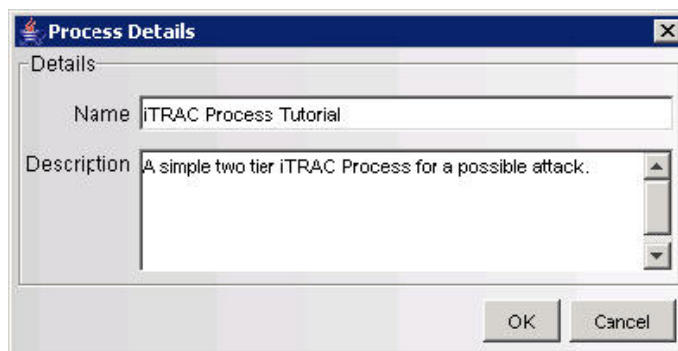 Process Details
Details
Name iTRAC Process Tutorial
Description A simple two tier iTRAC Process for a possible attack.
OK Cancel